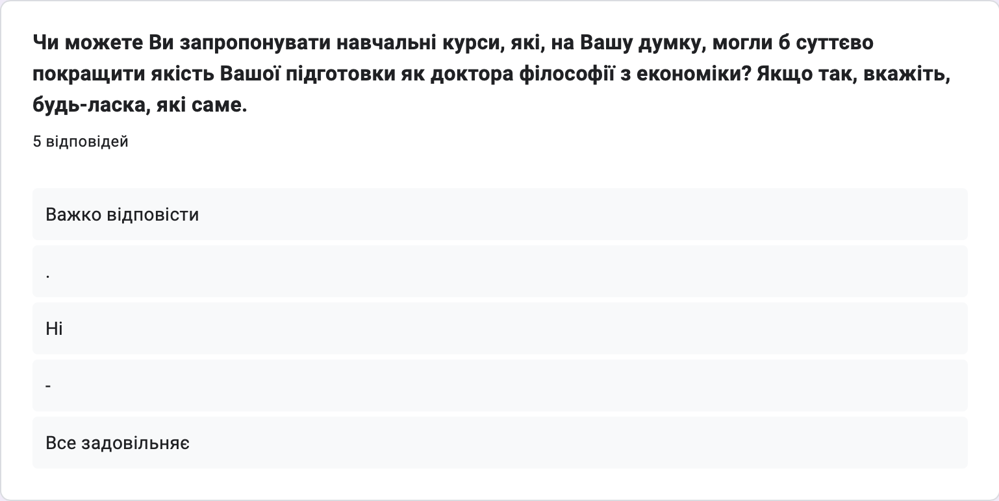 Чи можете Ви запропонувати навчальні курси, які, на Вашу думку, могли б суттєво
покращити якість Вашої підготовки як доктора філософії з економіки? Якщо так, вкажіть,
будь-ласка, які саме.
5 відповідей
Важко відповісти
.
Ні
-
Все задовільняє